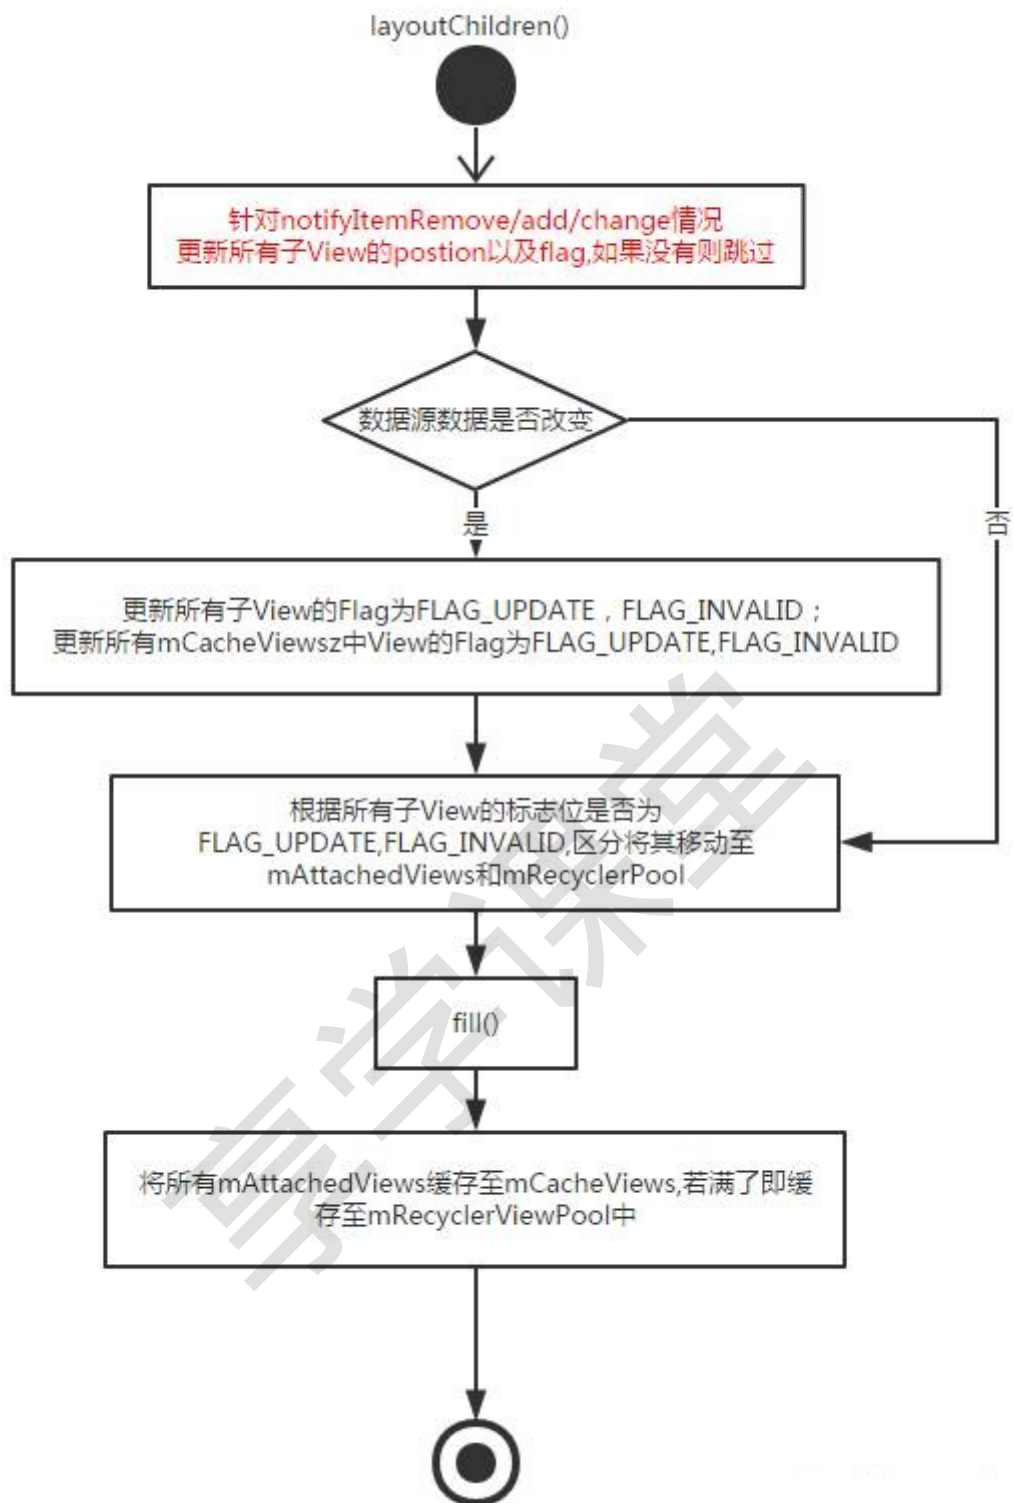 layoutChildren()
针对notifyItemRemove/add/change情况
更新所有子View的postion以及flag,如果没有则跳过
数据源数据是否改变
是
否
更新所有子View的Flag为FLAG_UPDATE，FLAG_INVALID；
更新所有mCacheViewsz中View的Flag为FLAG_UPDATE,FLAG_INVALID
根据所有子View的标志位是否为
FLAG_UPDATE,FLAG_INVALID,区分将其移动至
mAttachedViews和mRecyclerPool
fill()
将所有mAttachedViews缓存至mCacheViews,若满了即缓
存至mRecyclerViewPool中
享学课堂